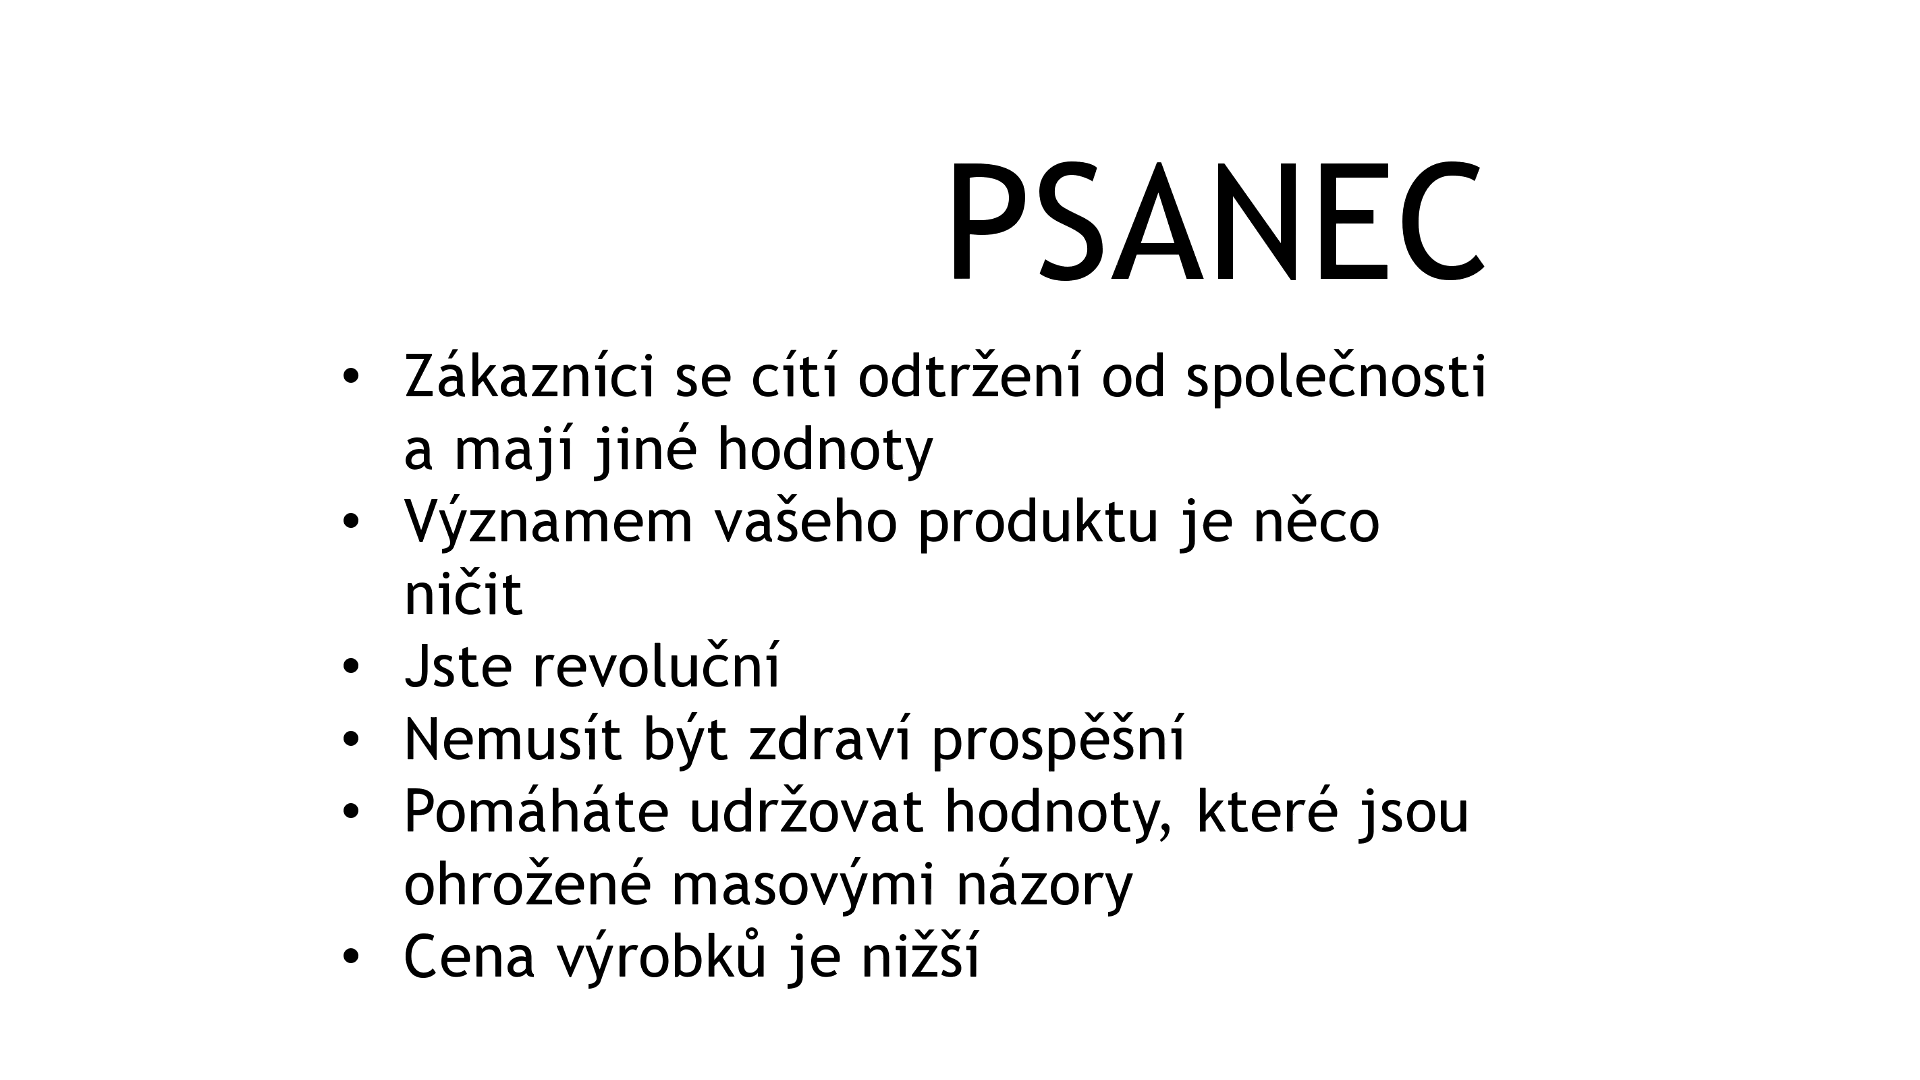 PSANEC
• Zákazníci se cítí odtržení od společnosti
a mají jiné hodnoty
• Významem vašeho produktu je něco
ničit
• Jste revoluční
• Nemusít být zdraví prospěšní
• Pomáháte udržovat hodnoty, které jsou
ohrožené masovými názory
• Cena výrobků je nižší